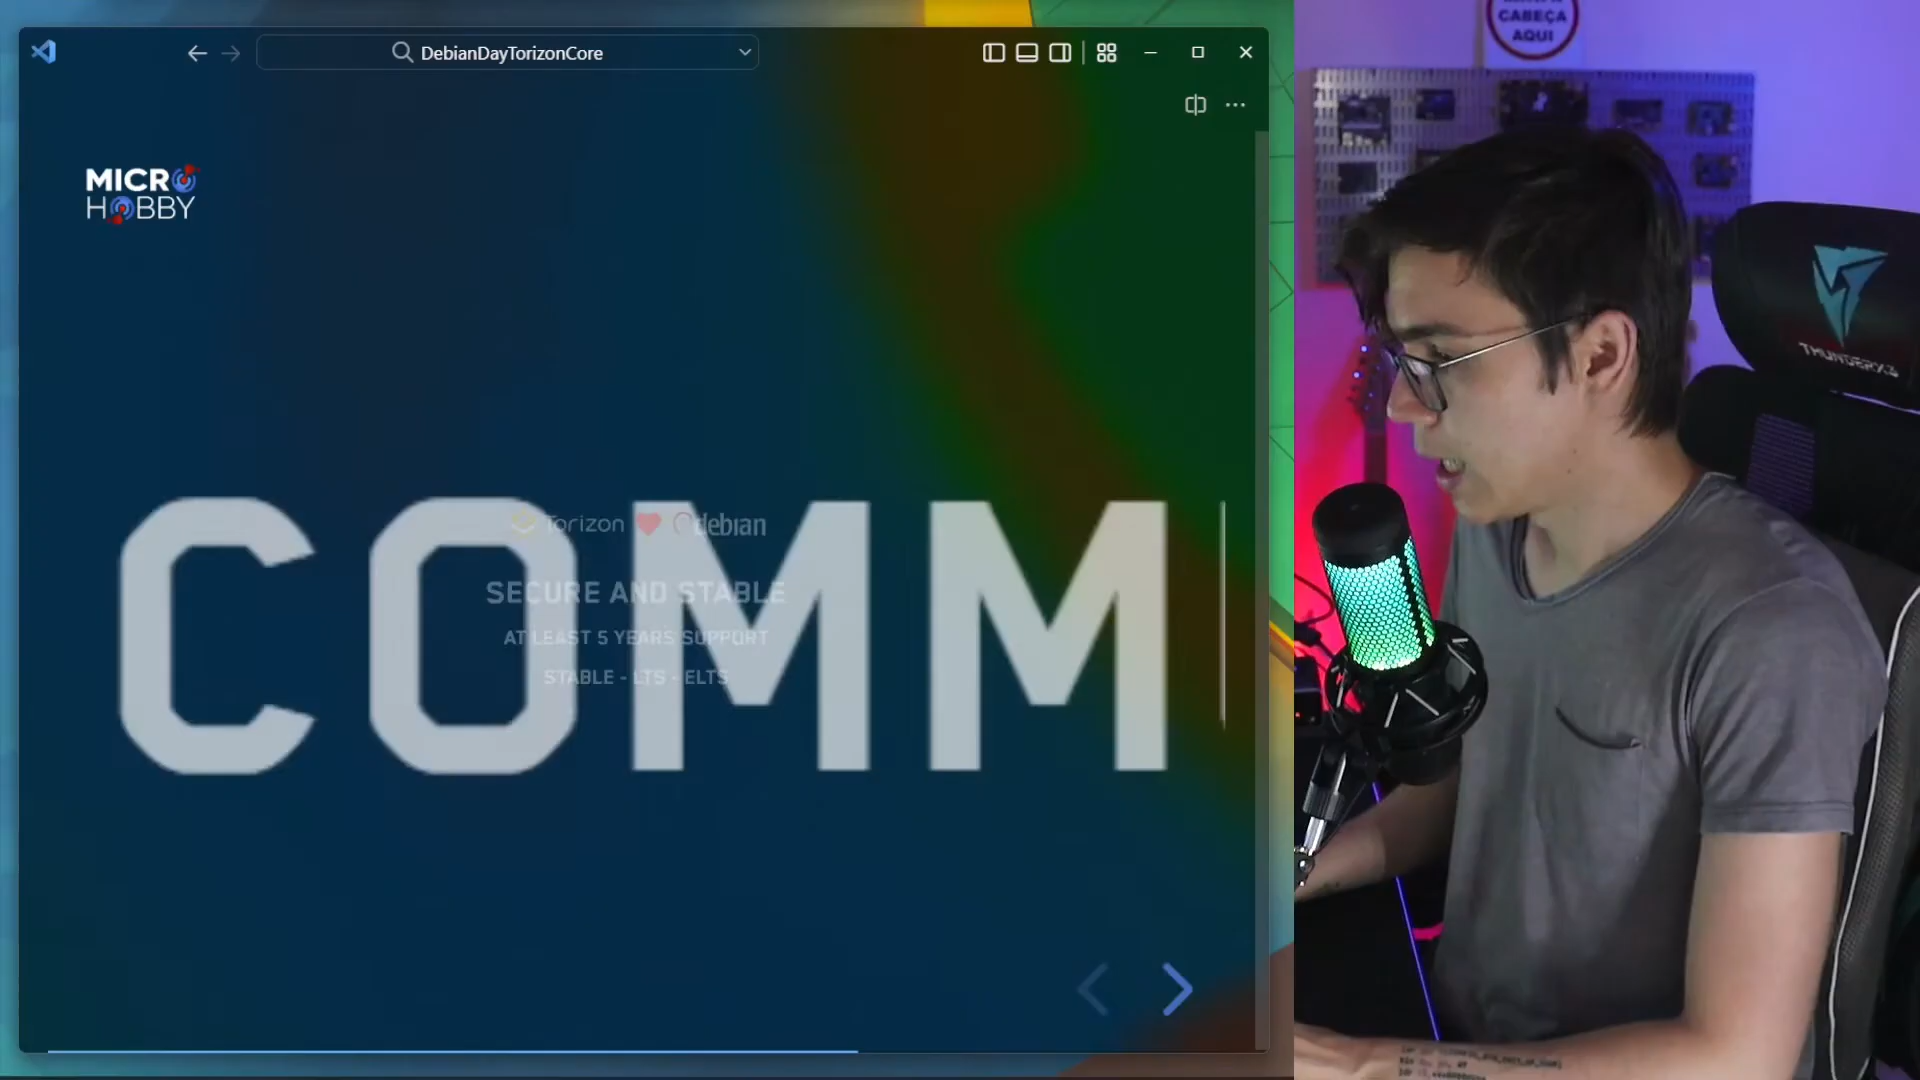 CABEÇA
AQUI
DebianDayTorizonCore
MICRO
HOBBY
THUNDERX3
COMM
Torizon debian
SECURE AND STABLE
AT LEAST 5 YEARS SUPPORT
STABLE - LTS - ELTS